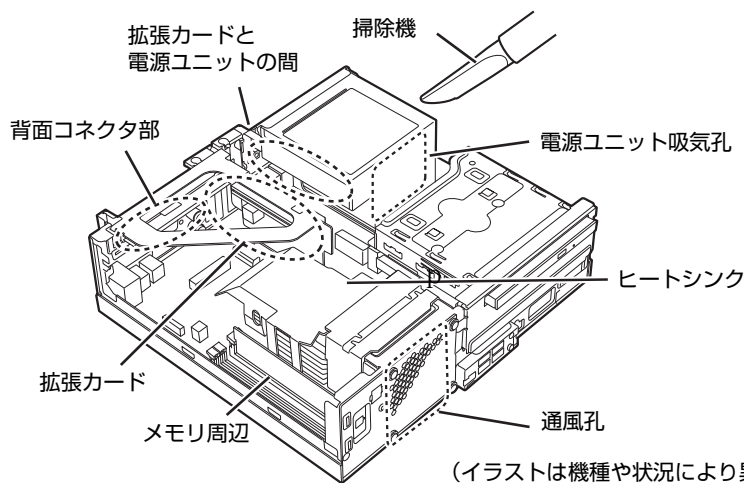 拡張カードと
電源ユニットの間
掃除機
背面コネクタ部
電源ユニット吸気孔
p
ヒートシンク
拡張カード
メモリ周辺
通風孔
（イラストは機種や状況により異